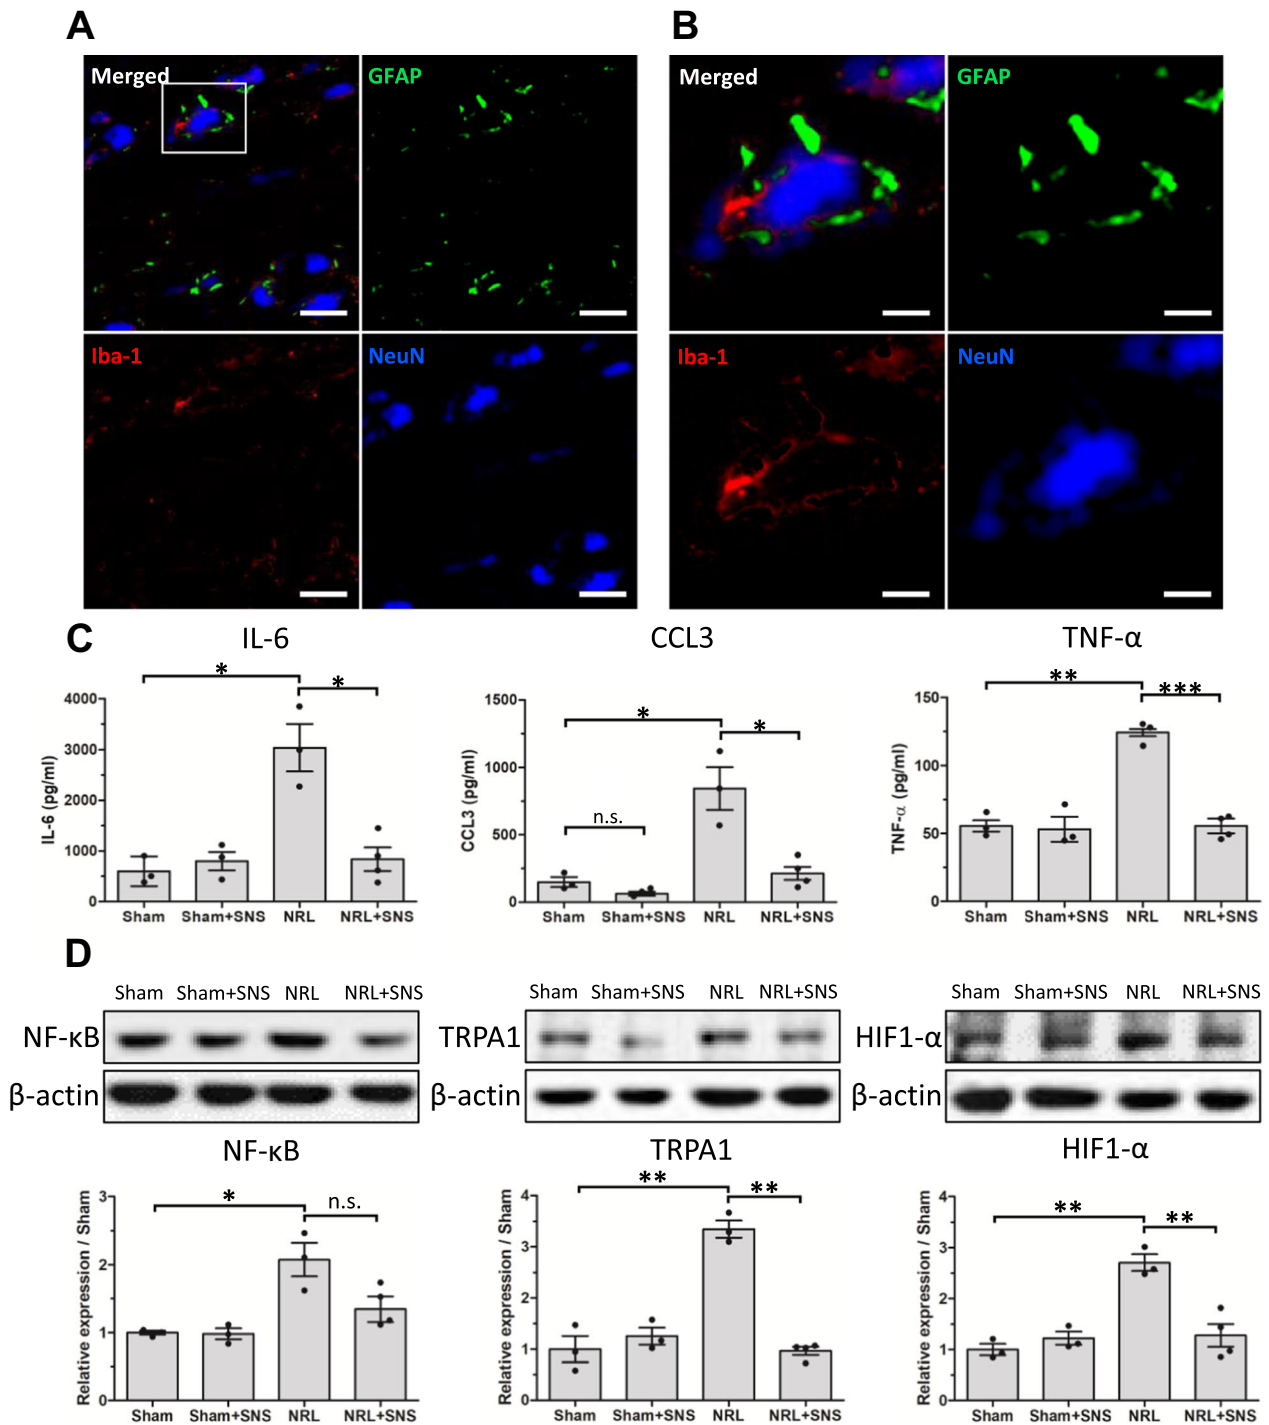 A
B
Merged
GFAP
Merged
GFAP
Iba-1
NeuN
Iba-1
NeuN
C
IL-6
CCL3
TNF-α
*
*
IL-6 (pg/ml)
4000
3000
2000
1000
0
Sham
Sham+SNS
NRL
NRL+SNS
*
*
n.s.
CCL3 (pg/ml)
1500
1000
500
0
Sham
Sham+SNS
NRL
NRL+SNS
**
***
TNF-α (pg/ml)
150
100
50
0
Sham
Sham+SNS
NRL
NRL+SNS
D
Sham Sham+SNS NRL NRL+SNS
NF-κB
β-actin
Sham Sham+SNS NRL NRL+SNS
TRPA1
β-actin
Sham Sham+SNS NRL NRL+SNS
HIF1-α
β-actin
NF-κB
*
n.s.
Relative expression / Sham
3
2
1
0
Sham
Sham+SNS
NRL
NRL+SNS
TRPA1
**
**
Relative expression / Sham
4
3
2
1
0
Sham
Sham+SNS
NRL
NRL+SNS
HIF1-α
**
**
Relative expression / Sham
4
3
2
1
0
Sham
Sham+SNS
NRL
NRL+SNS